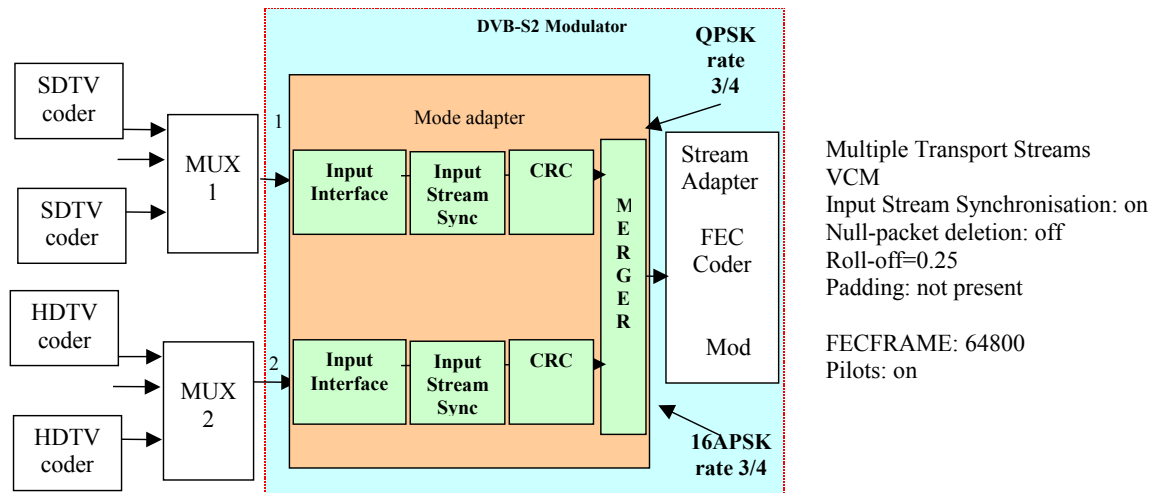 DVB-S2 Modulator
QPSK
rate
3/4
SDTV
coder
SDTV
coder
MUX
1
1
Mode adapter
Input
Interface
Input
Stream
Sync
CRC
M
E
R
G
E
R
Stream
Adapter
FEC
Coder
Mod
HDTV
coder
HDTV
coder
MUX
2
2
Input
Interface
Input
Stream
Sync
CRC
16APSK
rate 3/4
Multiple Transport Streams
VCM
Input Stream Synchronisation: on
Null-packet deletion: off
Roll-off=0.25
Padding: not present
FECFRAME: 64800
Pilots: on